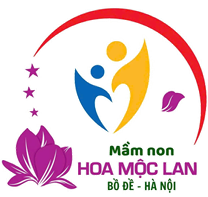 Mầm non
HOA MỘC LAN
BỒ ĐỀ - HÀ NỘI